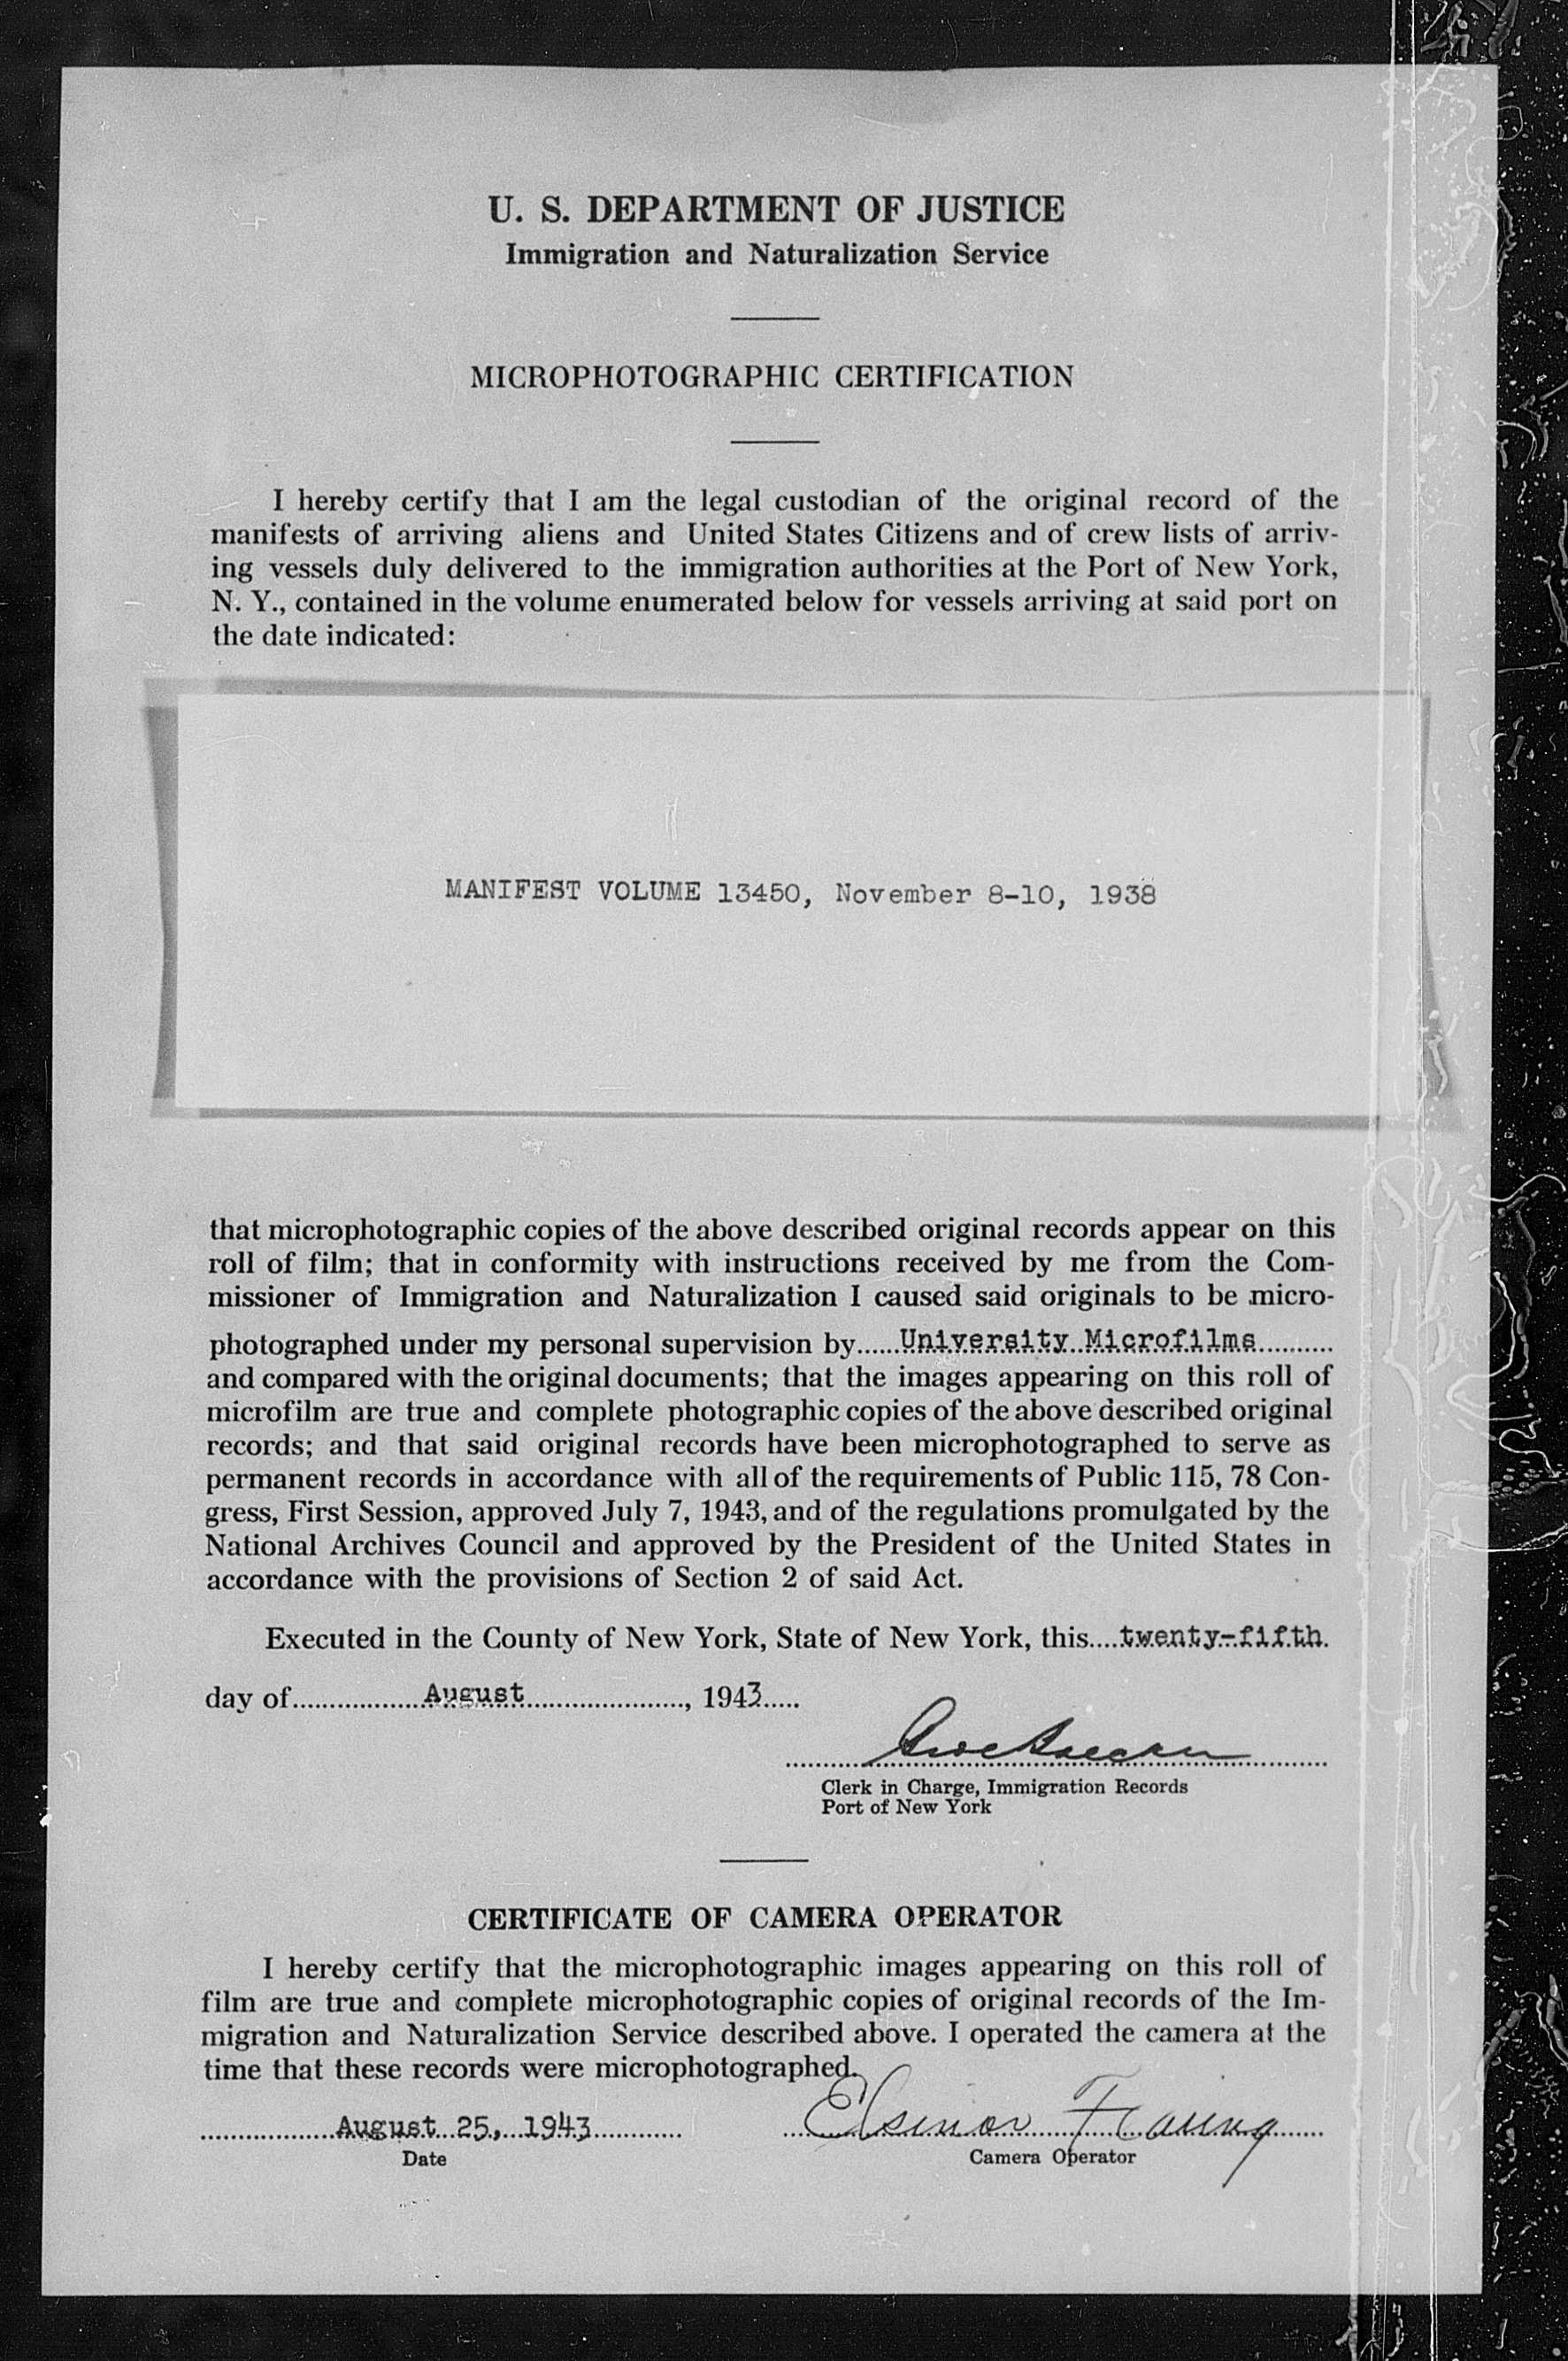 U. S. DEPARTMENT OF JUSTICE
Immigration and Naturalization Service
MICROPHOTOGRAPHIC CERTIFICATION
I hereby certify that I am the legal custodian of the original record of the
manifests of arriving aliens and United States Citizens and of crew lists of arriv-
ing vessels duly delivered to the immigration authorities at the Port of New York,
N. Y., contained in the volume enumerated below for vessels arriving at said port on
the date indicated:
MANIFEST VOLUME 13450, November 8-10, 1938
that microphotographic copies of the above described original records appear on this
roll of film; that in conformity with instructions received by me from the Com-
missioner of Immigration and Naturalization I caused said originals to be micro-
photographed under my personal supervision by......University Microfilms..........
and compared with the original documents; that the images appearing on this roll of
microfilm are true and complete photographic copies of the above described original
records; and that said original records have been microphotographed to serve as
permanent records in accordance with all of the requirements of Public 115, 78 Con-
gress, First Session, approved July 7, 1943, and of the regulations promulgated by the
National Archives Council and approved by the President of the United States in
accordance with the provisions of Section 2 of said Act.
Executed in the County of New York, State of New York, this....twenty-fifth.
day of..................August......................, 1943.....
Clerk in Charge, Immigration Records
Port of New York
CERTIFICATE OF CAMERA OPERATOR
I hereby certify that the microphotographic images appearing on this roll of
film are true and complete microphotographic copies of original records of the Im-
migration and Naturalization Service described above. I operated the camera at the
time that these records were microphotographed.
August 25, 1943
Date
Camera Operator